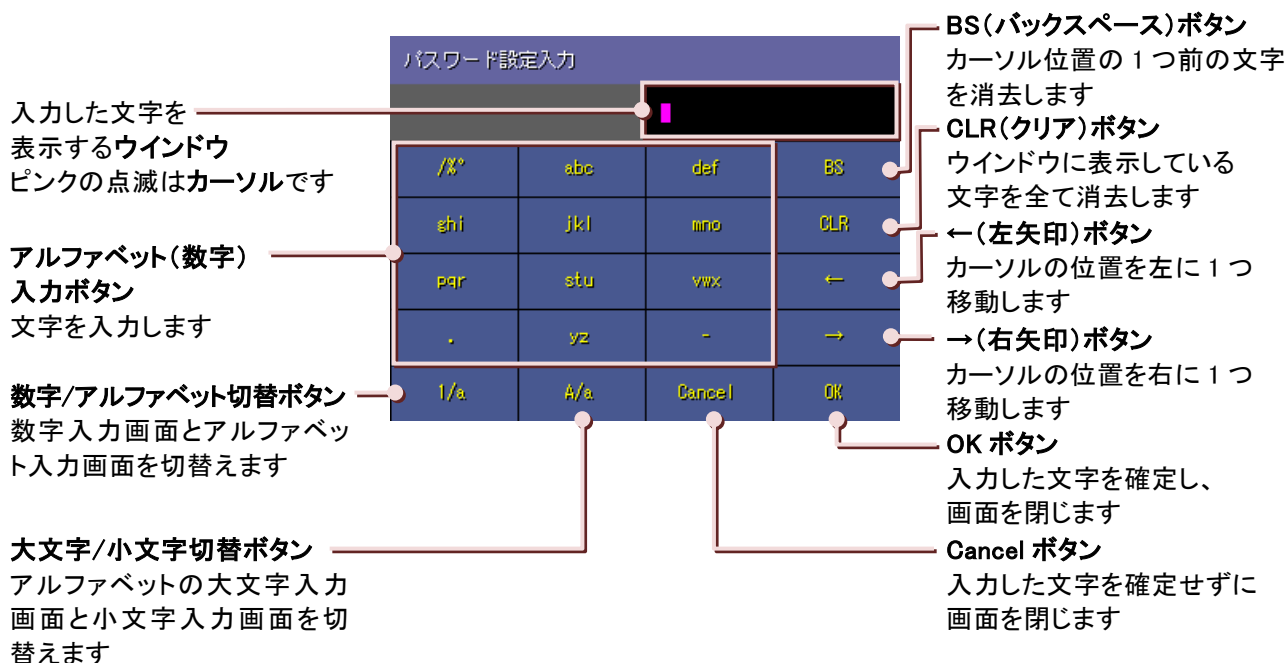 パスワード設定入力
/%°
abc
def
BS
ghi
jkl
mno
CLR
pqr
stu
vwx
←
.
yz
-
→
1/a
A/a
Cancel
OK
入力した文字を
表示するウインドウ
ピンクの点滅はカーソルです
アルファベット(数字)
入力ボタン
文字を入力します
数字/アルファベット切替ボタン
数字入力画面とアルファベッ
ト入力画面を切替えます
大文字/小文字切替ボタン
アルファベットの大文字入力
画面と小文字入力画面を切
替えます
BS(バックスペース)ボタン
カーソル位置の 1 つ前の文字
を消去します
CLR(クリア)ボタン
ウインドウに表示している
文字を全て消去します
←(左矢印)ボタン
カーソルの位置を左に 1 つ
移動します
→(右矢印)ボタン
カーソルの位置を右に 1 つ
移動します
OK ボタン
入力した文字を確定し、
画面を閉じます
Cancel ボタン
入力した文字を確定せずに
画面を閉じます